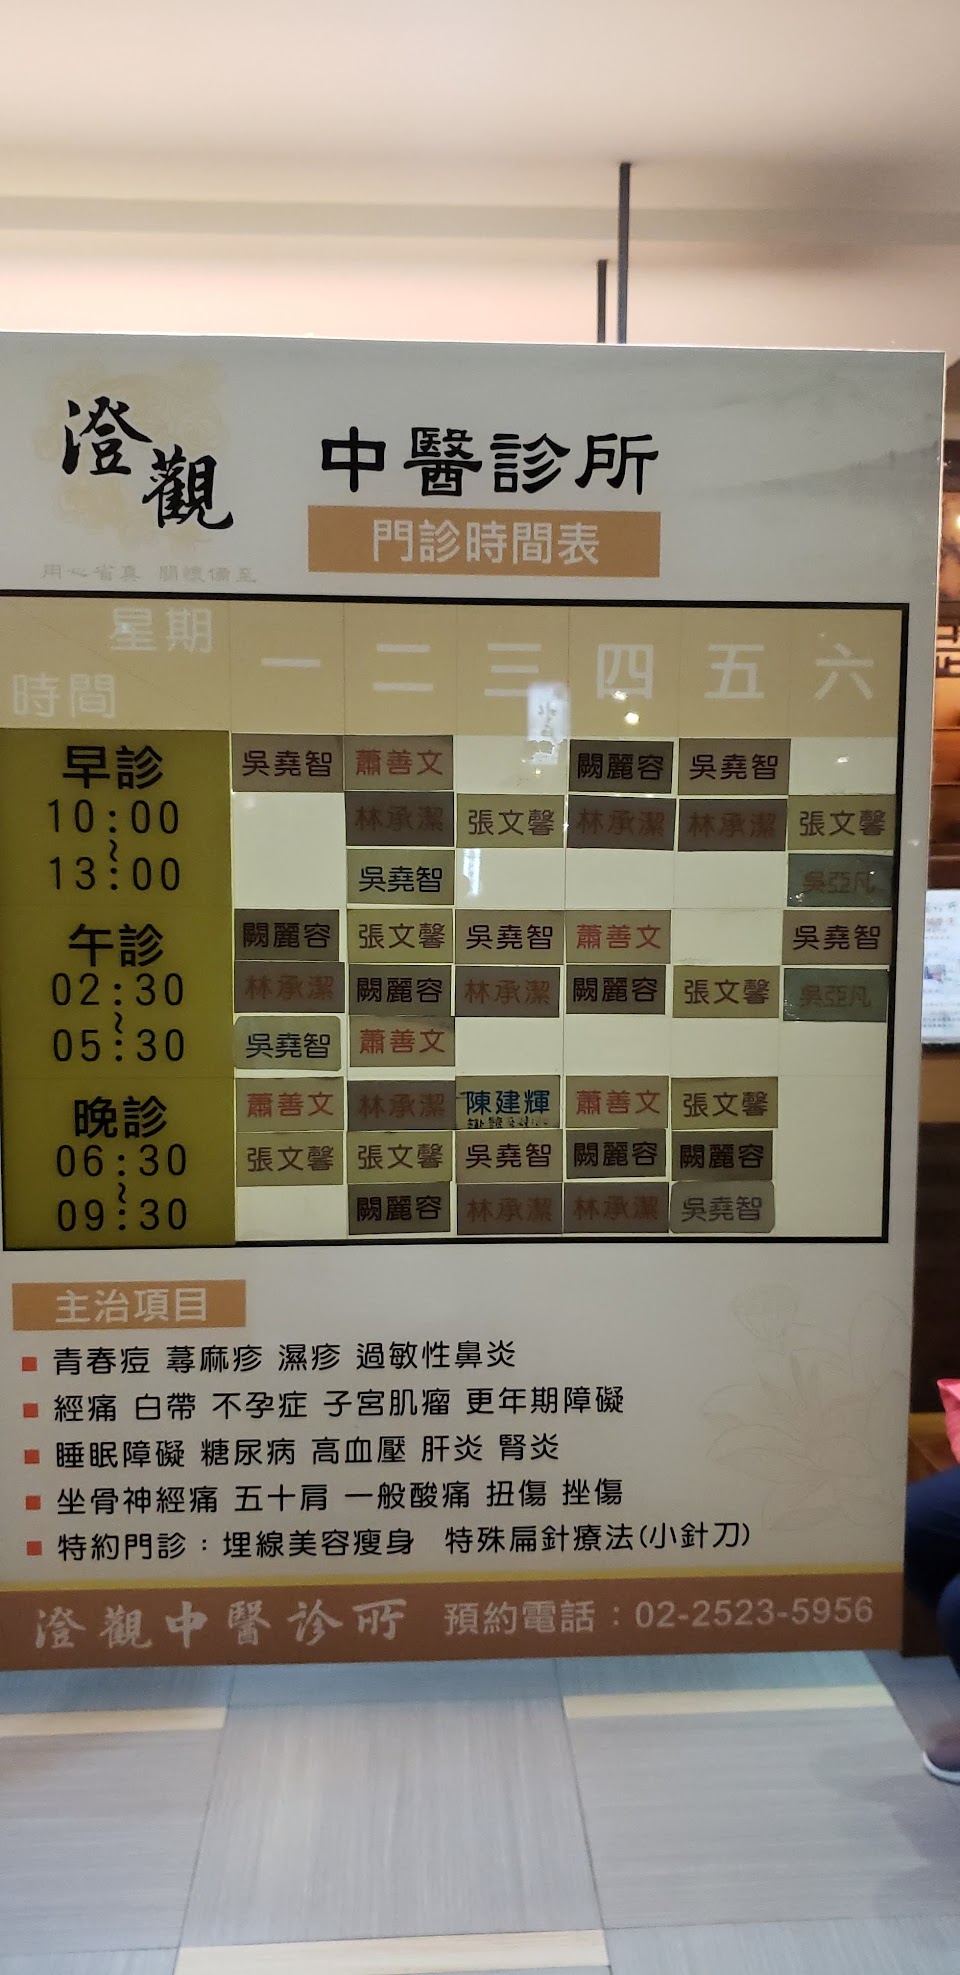 澄觀
中醫診所
門診時間表
用心省真 關懷備至
星期
時間
一 二 三 四 五 六
早診
10:00
~
13:00
吳堯智 蕭善文 闕麗容 吳堯智
林承潔 張文馨 林承潔 林承潔 張文馨
吳堯智 吳亞凡
午診
02:30
~
05:30
闕麗容 張文馨 吳堯智 蕭善文 吳堯智
林承潔 闕麗容 林承潔 闕麗容 張文馨 吳亞凡
吳堯智 蕭善文
晚診
06:30
~
09:30
蕭善文 林承潔 陳建輝 蕭善文 張文馨
張文馨 張文馨 吳堯智 闕麗容 闕麗容
闕麗容 林承潔 林承潔 吳堯智
主治項目
青春痘 蕁麻疹 濕疹 過敏性鼻炎
經痛 白帶 不孕症 子宮肌瘤 更年期障礙
睡眠障礙 糖尿病 高血壓 肝炎 腎炎
坐骨神經痛 五十肩 一般酸痛 扭傷 挫傷
特約門診：埋線美容瘦身 特殊扁針療法(小針刀)
澄觀中醫診所 預約電話：02-2523-5956